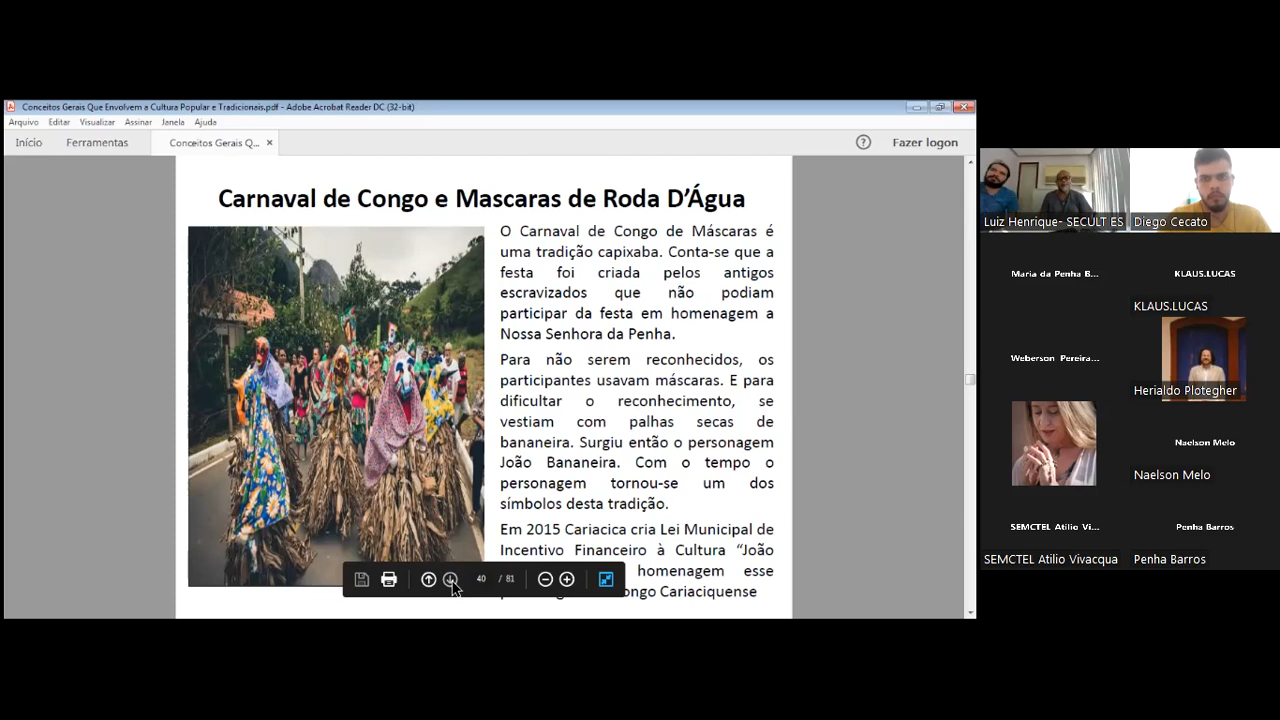 Conceitos Gerais Que Envolvem a Cultura Popular e Tradicionais.pdf - Adobe Acrobat Reader DC (32-bit)
Arquivo Editar Visualizar Assinar Janela Ajuda
Início Ferramentas Conceitos Gerais Q... × ? Fazer logon
Carnaval de Congo e Mascaras de Roda D'Água
O Carnaval de Congo de Máscaras é
uma tradição capixaba. Conta-se que a
festa foi criada pelos antigos
escravizados que não podiam
participar da festa em homenagem a
Nossa Senhora da Penha.
Para não serem reconhecidos, os
participantes usavam máscaras. E para
dificultar o reconhecimento, se
vestiam com palhas secas de
bananeira. Surgiu então o personagem
João Bananeira. Com o tempo o
personagem tornou-se um dos
símbolos desta tradição.
Em 2015 Cariacica cria Lei Municipal de
Incentivo Financeiro à Cultura “João
homenagem esse
Cariaciquense
40 / 81
Luiz Henrique- SECULT ES
Diego Cecato
Maria da Penha B...
KLAUS.LUCAS
KLAUS.LUCAS
Weberson Pereira...
Herialdo Plotegher
Naelson Melo
Naelson Melo
SEMCTEL Atilio Vi...
Penha Barros
SEMCTEL Atilio Vivacqua
Penha Barros